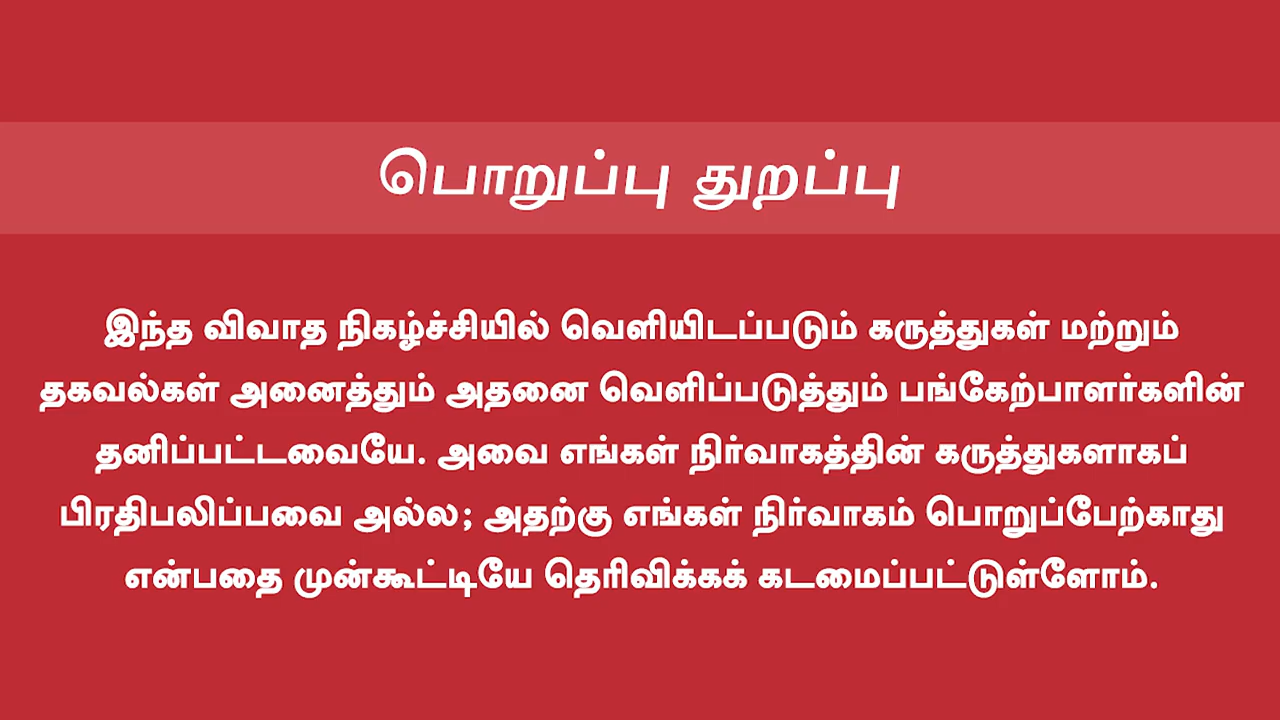 பொறுப்பு துறப்பு
இந்த விவாத நிகழ்ச்சியில் வெளியிடப்படும் கருத்துகள் மற்றும்
தகவல்கள் அனைத்தும் அதனை வெளிப்படுத்தும் பங்கேற்பாளர்களின்
தனிப்பட்டவையே. அவை எங்கள் நிர்வாகத்தின் கருத்துகளாகப்
பிரதிபலிப்பவை அல்ல; அதற்கு எங்கள் நிர்வாகம் பொறுப்பேற்காது
என்பதை முன்கூட்டியே தெரிவிக்கக் கடமைப்பட்டுள்ளோம்.